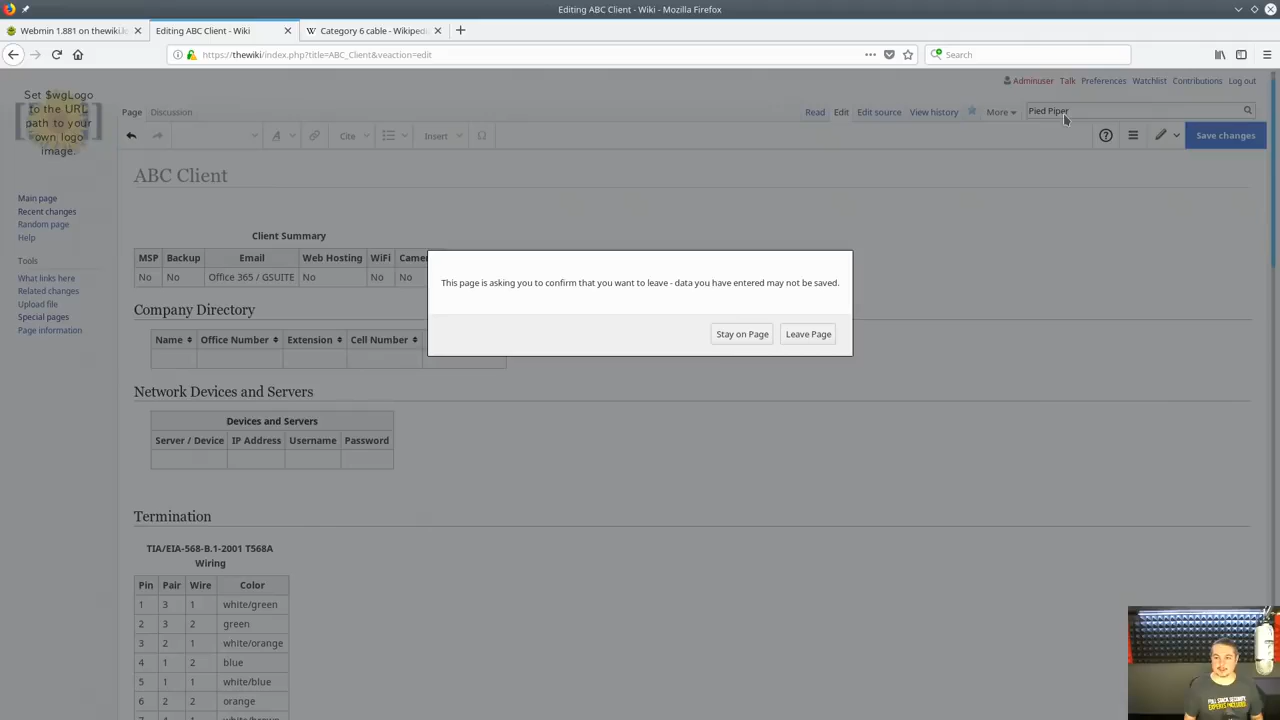 Editing ABC Client - Wiki - Mozilla Firefox
Webmin 1.881 on thewiki.l
Editing ABC Client - Wiki
Category 6 cable - Wikiped
https://thewiki/index.php?title=ABC_Client&veaction=edit
Search
Adminuser Talk Preferences Watchlist Contributions Log out
Set $wgLogo
to the URL
path to your
own logo
image.
Page Discussion
Read Edit Edit source View history More
Pied Piper
Cite Insert Ω
Save changes
ABC Client
Main page
Recent changes
Random page
Help
Tools
What links here
Related changes
Upload file
Special pages
Page information
Client Summary
MSP Backup Email Web Hosting WiFi Camer
No No Office 365 / GSUITE No No No
This page is asking you to confirm that you want to leave - data you have entered may not be saved.
Stay on Page Leave Page
Company Directory
Name Office Number Extension Cell Number
Network Devices and Servers
Devices and Servers
Server / Device IP Address Username Password
Termination
TIA/EIA-568-B.1-2001 T568A
Wiring
Pin Pair Wire Color
1 3 1 white/green
2 3 2 green
3 2 1 white/orange
4 1 2 blue
5 1 1 white/blue
6 2 2 orange
7 4 1 white/brown